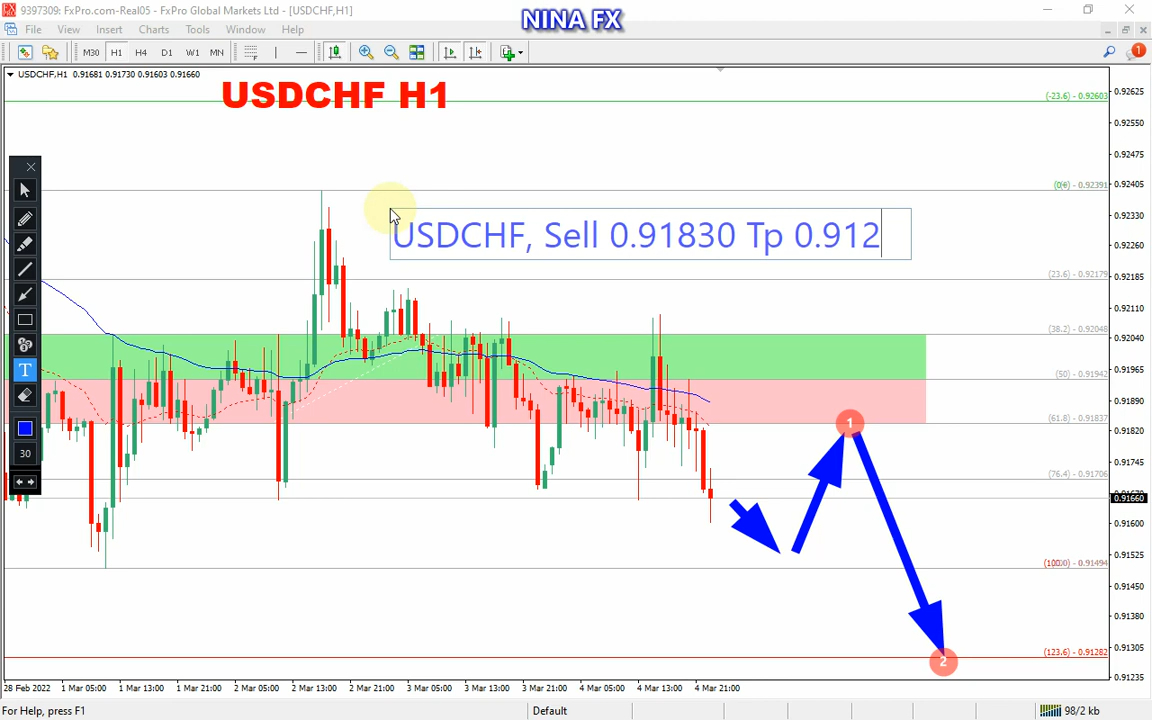 9397309: FxPro.com-Real05 - FxPro Global Markets Ltd - [USDCHF,H1]
NINA FX
File View Insert Charts Tools Window Help
M30 H1 H4 D1 W1 MN
1
USDCHF,H1 0.91681 0.91730 0.91603 0.91660
USDCHF H1
(-23.6) - 0.92603
0.92625
0.92550
0.92475
0.92405
- 0.92391
USDCHF, Sell 0.91830 Tp 0.912
0.92330
0.92260
(23.6) - 0.92179
0.92185
0.92110
(38.2) - 0.92048
0.92040
0.91965
(50) - 0.91942
T
0.91890
(61.8) - 0.91837
1
0.91820
30
0.91745
(76.4) - 0.91706
0.91660
0.91600
0.91525
- 0.91494
0.91450
0.91380
(123.6) - 0.91282
0.91305
2
0.91235
28 Feb 2022 1 Mar 05:00 1 Mar 13:00 1 Mar 21:00 2 Mar 05:00 2 Mar 13:00 2 Mar 21:00 3 Mar 05:00 3 Mar 13:00 3 Mar 21:00 4 Mar 05:00 4 Mar 13:00 4 Mar 21:00
For Help, press F1
Default
98/2 kb